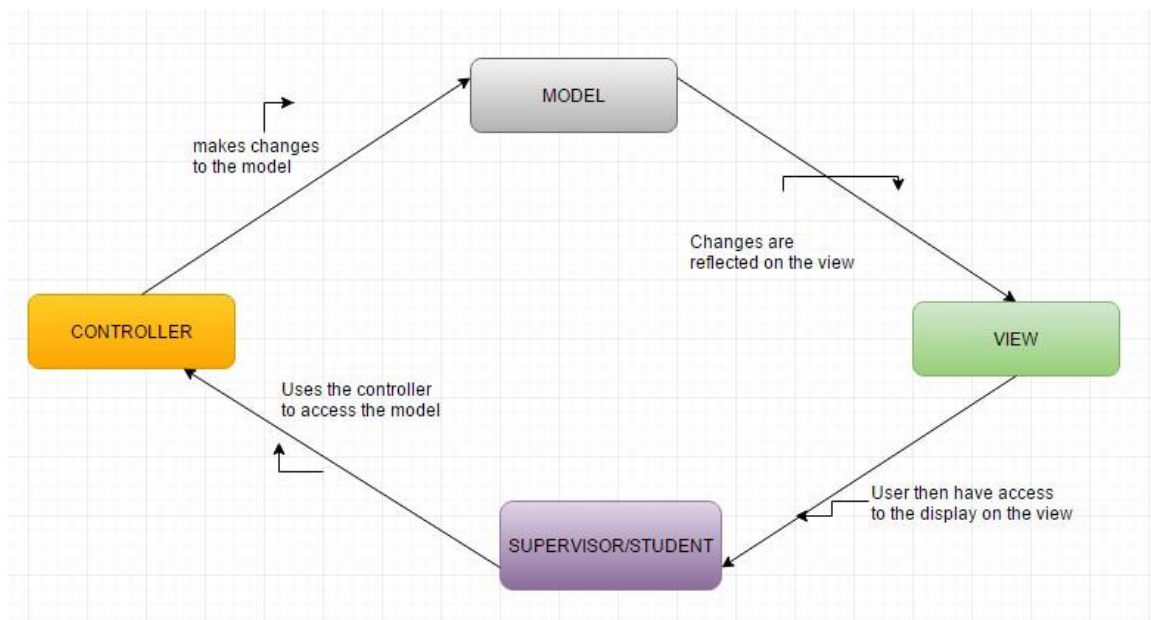 MODEL
makes changes
to the model
Changes are
reflected on the view
CONTROLLER
VIEW
Uses the controller
to access the model
User then have access
to the display on the view
SUPERVISOR/STUDENT